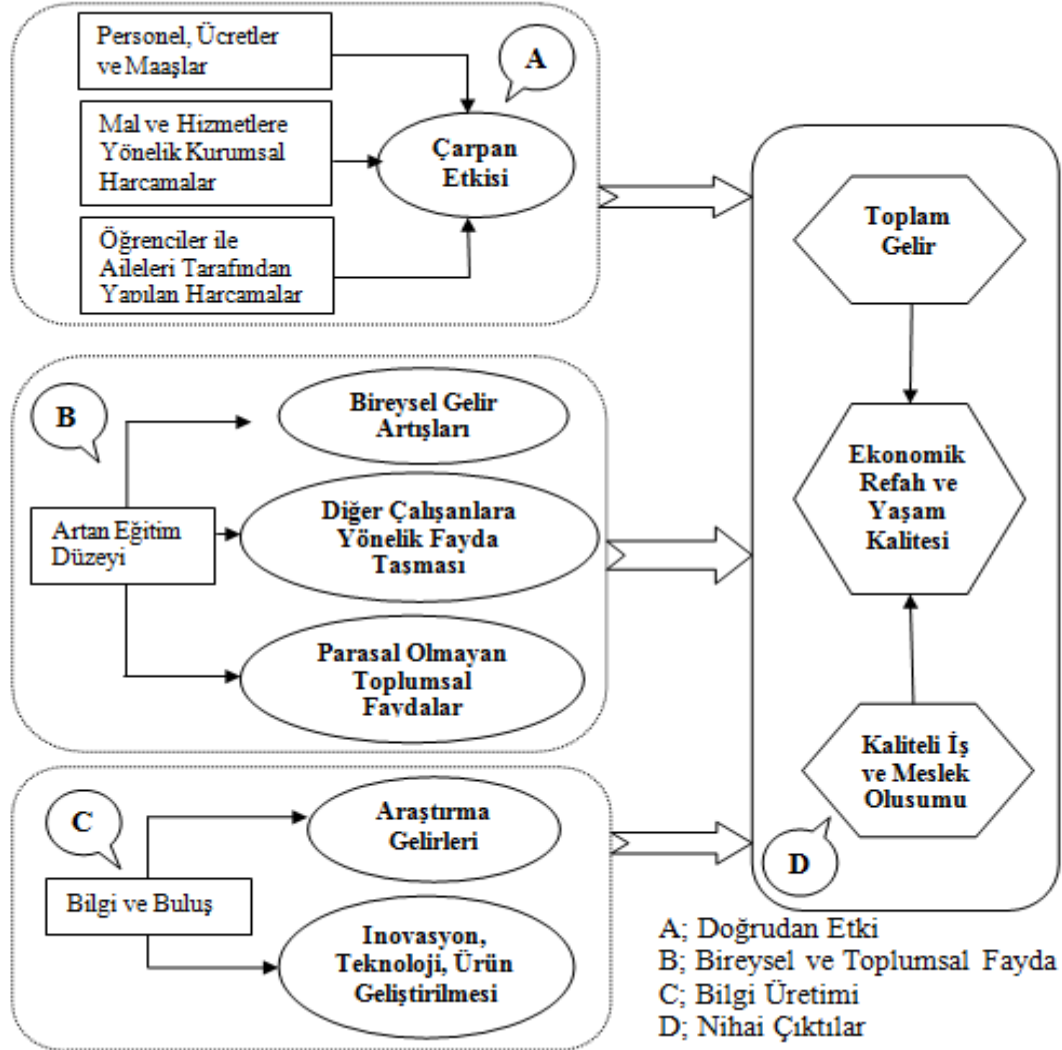 Personel, Ücretler
ve Maaşlar
A
Mal ve Hizmetlere
Yönelik Kurumsal
Harcamalar
Çarpan
Etkisi
Öğrenciler ile
Aileleri Tarafından
Yapılan Harcamalar
B
Bireysel Gelir
Artışları
Artan Eğitim
Düzeyi
Diğer Çalışanlara
Yönelik Fayda
Taşması
Parasal Olmayan
Toplumsal
Faydalar
C
Araştırma
Gelirleri
Bilgi ve Buluş
Inovasyon,
Teknoloji, Ürün
Geliştirilmesi
Toplam
Gelir
Ekonomik
Refah ve
Yaşam
Kalitesi
Kaliteli İş
ve Meslek
Olusumu
D
A; Doğrudan Etki
B; Bireysel ve Toplumsal Fayda
C; Bilgi Üretimi
D; Nihai Çıktılar